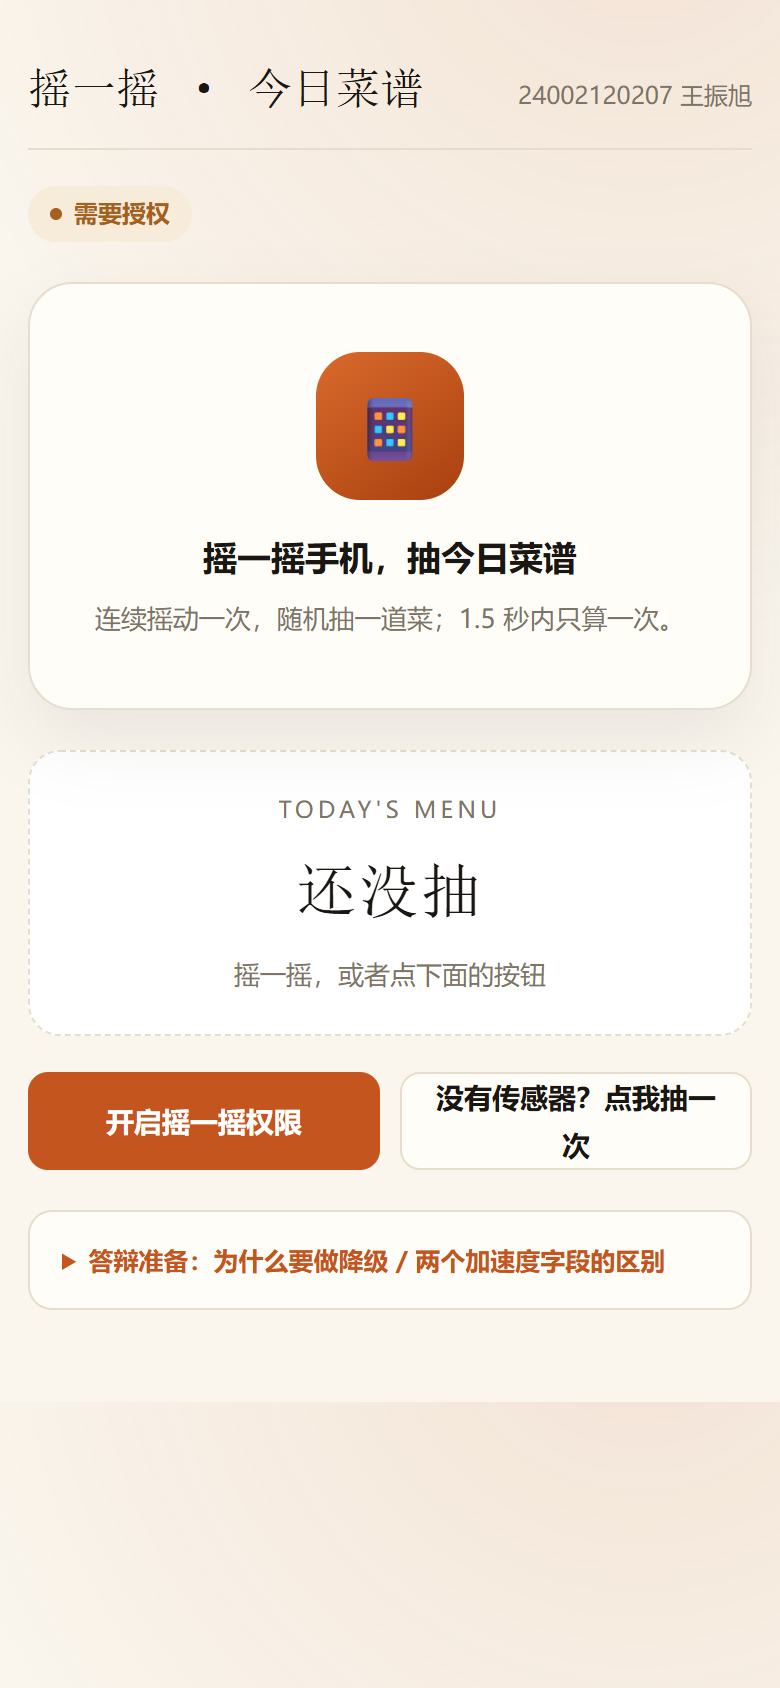 摇一摇 · 今日菜谱
24002120207 王振旭
需要授权
摇一摇手机，抽今日菜谱
连续摇动一次，随机抽一道菜；1.5 秒内只算一次。
TODAY'S MENU
还没抽
摇一摇，或者点下面的按钮
开启摇一摇权限
没有传感器？点我抽一
次
答辩准备：为什么要做降级 / 两个加速度字段的区别